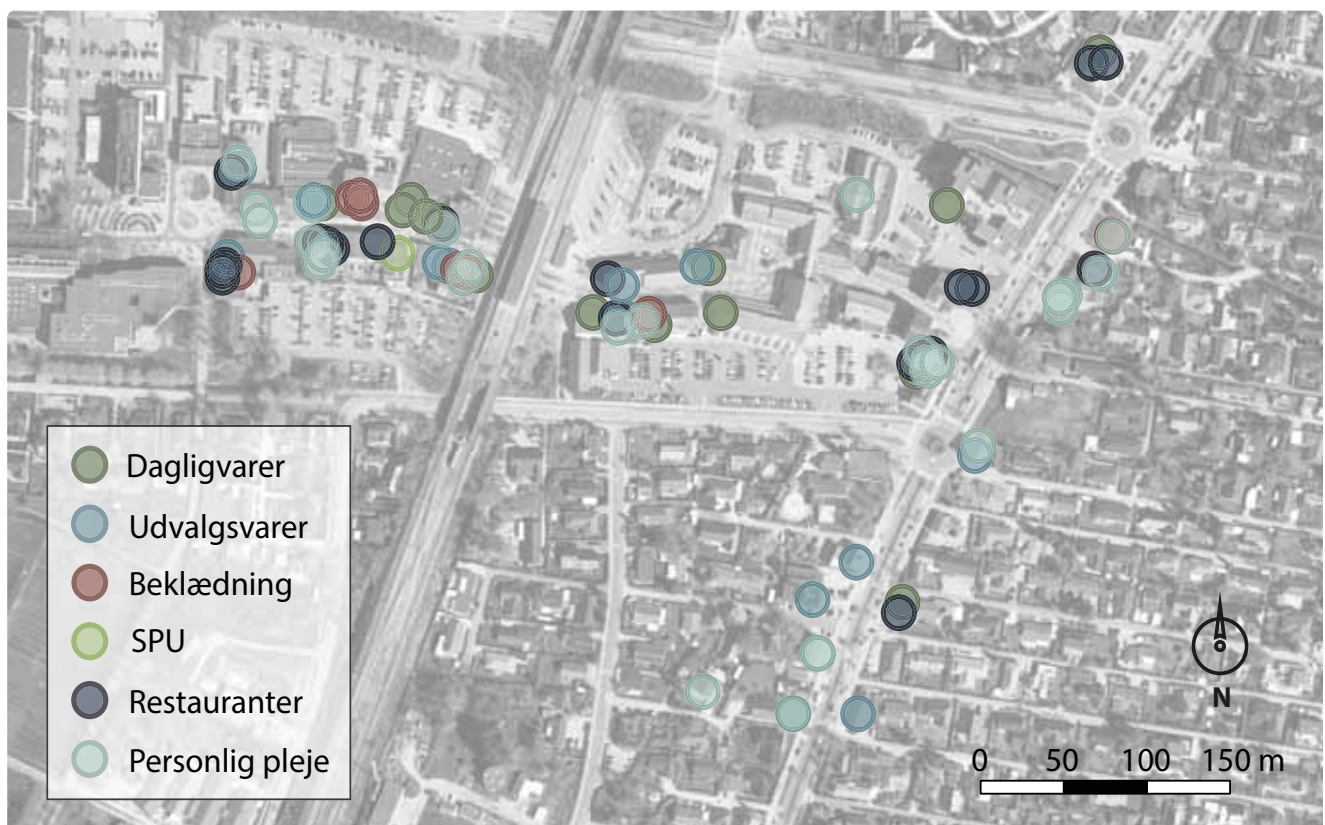 Dagligvarer
Udvalgsvarer
Beklædning
SPU
Restauranter
Personlig pleje
N
0 50 100 150 m